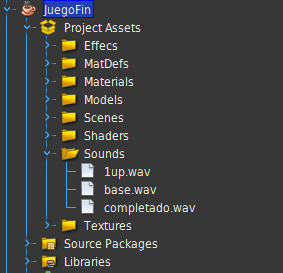 JuegoFin
Project Assets
Effecs
MatDefs
Materials
Models
Scenes
Shaders
Sounds
1up.wav
base.wav
completado.wav
Textures
Source Packages
Libraries